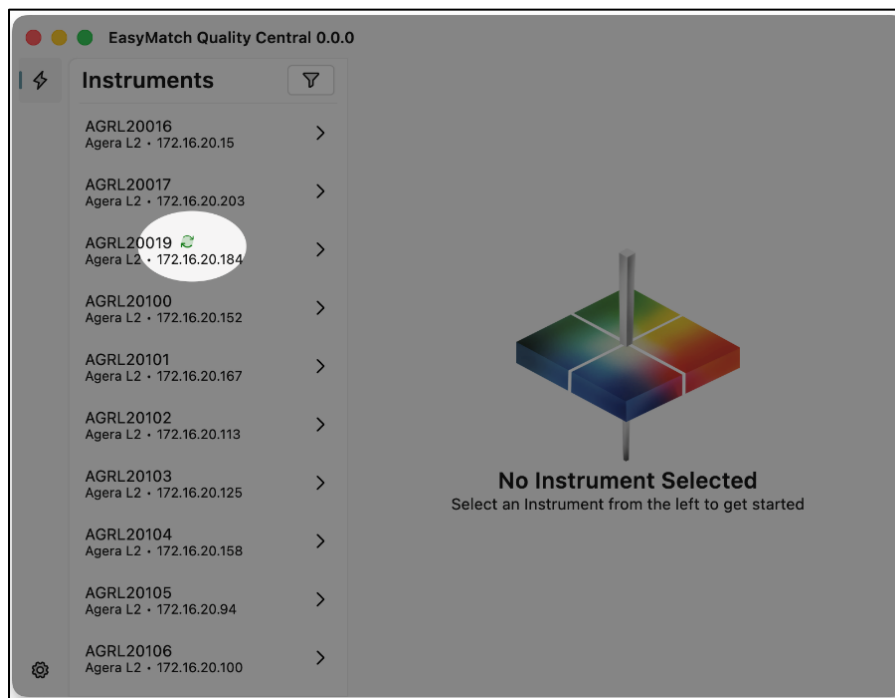 EasyMatch Quality Central 0.0.0
Instruments
AGRL20016
Agera L2 • 172.16.20.15
AGRL20017
Agera L2 • 172.16.20.203
AGRL20019
Agera L2 • 172.16.20.184
AGRL20100
Agera L2 • 172.16.20.152
AGRL20101
Agera L2 • 172.16.20.167
AGRL20102
Agera L2 • 172.16.20.113
AGRL20103
Agera L2 • 172.16.20.125
AGRL20104
Agera L2 • 172.16.20.158
AGRL20105
Agera L2 • 172.16.20.94
AGRL20106
Agera L2 • 172.16.20.100
No Instrument Selected
Select an Instrument from the left to get started